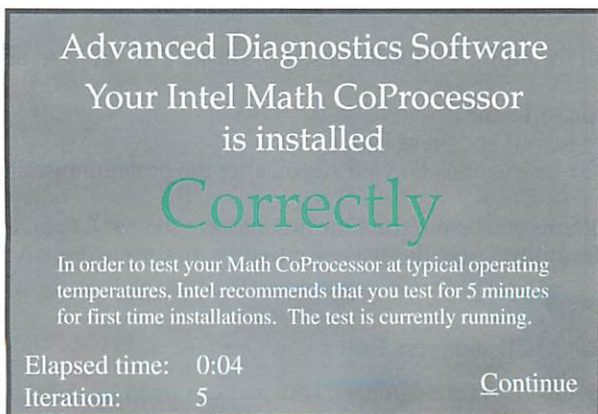 Advanced Diagnostics Software
Your Intel Math CoProcessor
is installed
Correctly
In order to test your Math CoProcessor at typical operating
temperatures, Intel recommends that you test for 5 minutes
for first time installations. The test is currently running.
Elapsed time: 0:04
Iteration: 5
Continue